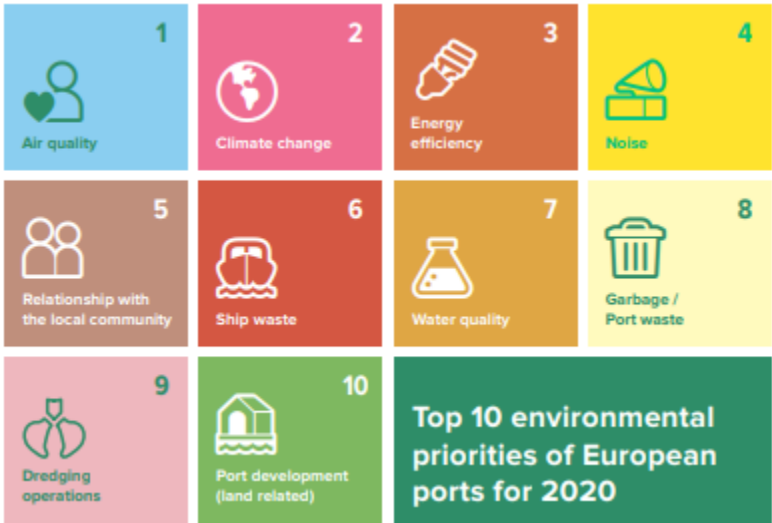 1
Air quality
2
Climate change
3
Energy
efficiency
4
Noise
5
Relationship with
the local community
6
Ship waste
7
Water quality
8
Garbage /
Port waste
9
Dredging
operations
10
Port development
(land related)
Top 10 environmental
priorities of European
ports for 2020